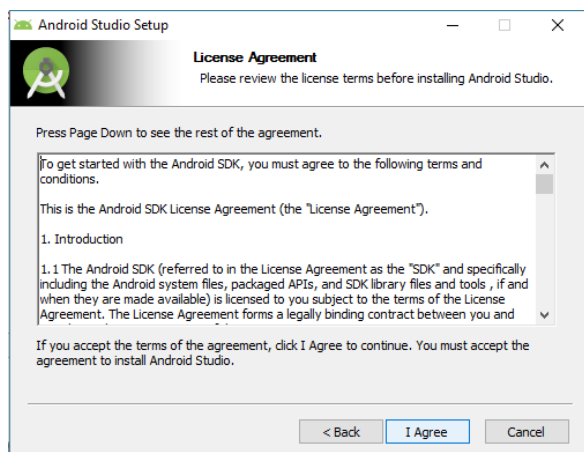 Android Studio Setup
License Agreement
Please review the license terms before installing Android Studio.
Press Page Down to see the rest of the agreement.
To get started with the Android SDK, you must agree to the following terms and
conditions.
This is the Android SDK License Agreement (the "License Agreement").
1. Introduction
1.1 The Android SDK (referred to in the License Agreement as the "SDK" and specifically
including the Android system files, packaged APIs, and SDK library files and tools , if and
when they are made available) is licensed to you subject to the terms of the License
Agreement. The License Agreement forms a legally binding contract between you and
If you accept the terms of the agreement, click I Agree to continue. You must accept the
agreement to install Android Studio.
< Back
I Agree
Cancel